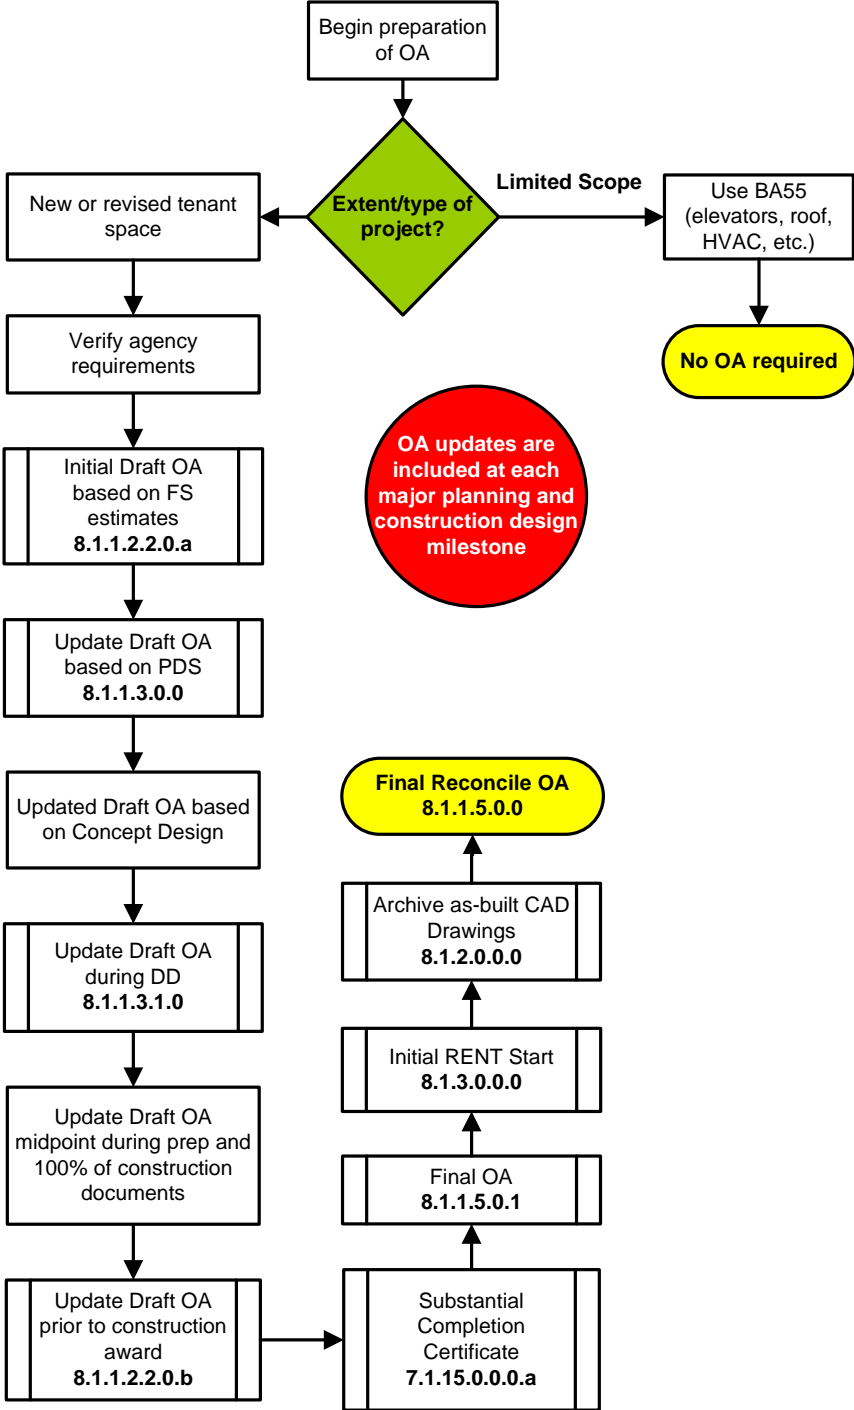 Begin preparation
of OA
Extent/type of
project?
Limited Scope
Use BA55
(elevators, roof,
HVAC, etc.)
No OA required
New or revised tenant
space
Verify agency
requirements
OA updates are
included at each
major planning and
construction design
milestone
Initial Draft OA
based on FS
estimates
8.1.1.2.2.0.a
Update Draft OA
based on PDS
8.1.1.3.0.0
Updated Draft OA based
on Concept Design
Update Draft OA
during DD
8.1.1.3.1.0
Update Draft OA
midpoint during prep and
100% of construction
documents
Update Draft OA
prior to construction
award
8.1.1.2.2.0.b
Substantial
Completion
Certificate
7.1.15.0.0.0.a
Final OA
8.1.1.5.0.1
Initial RENT Start
8.1.3.0.0.0
Archive as-built CAD
Drawings
8.1.2.0.0.0
Final Reconcile OA
8.1.1.5.0.0